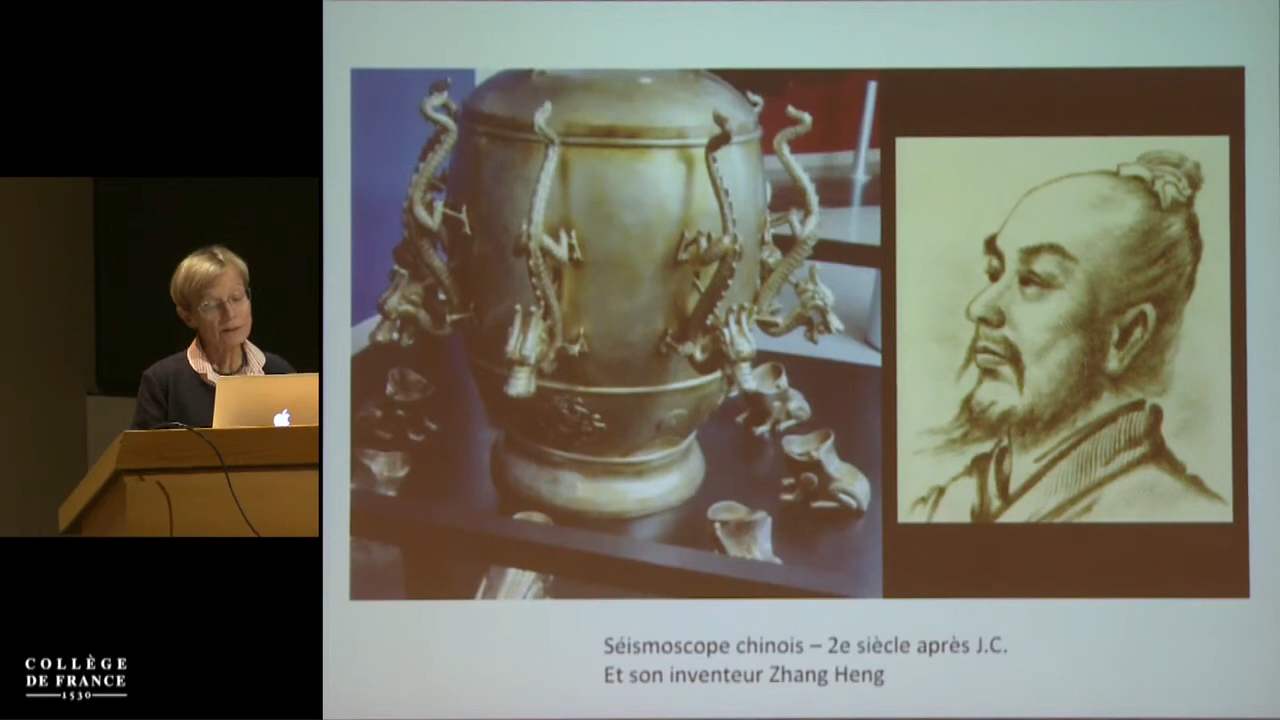 Séismoscope chinois – 2e siècle après J.C.
Et son inventeur Zhang Heng
COLLÈGE
DE FRANCE
1530